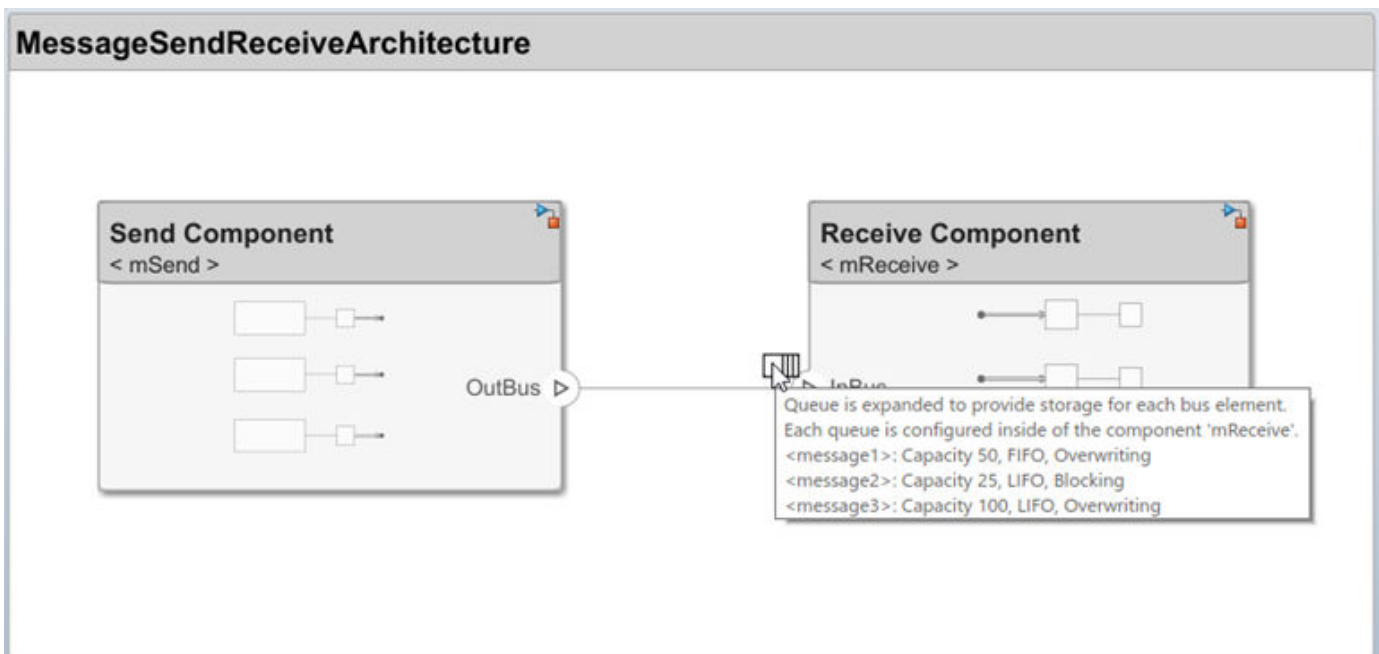 MessageSendReceiveArchitecture
Send Component
< mSend >
OutBus
Receive Component
< mReceive >
InBus
Queue is expanded to provide storage for each bus element.
Each queue is configured inside of the component 'mReceive'.
<message1>: Capacity 50, FIFO, Overwriting
<message2>: Capacity 25, LIFO, Blocking
<message3>: Capacity 100, LIFO, Overwriting